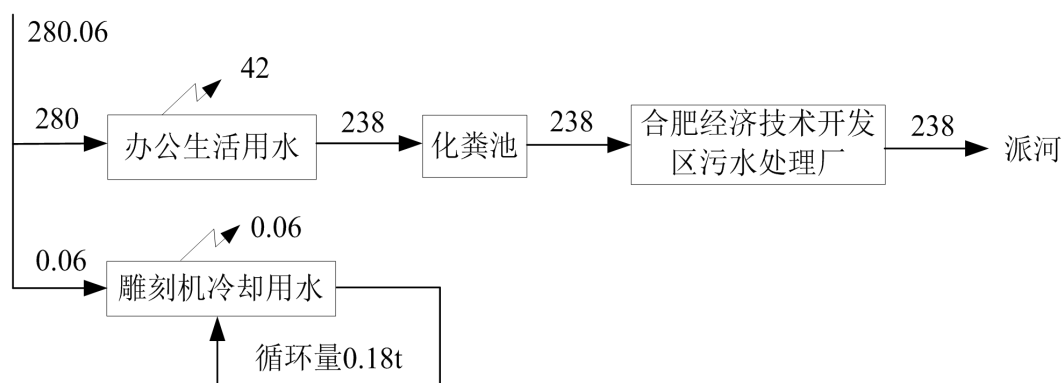 280.06
42
280
办公生活用水
238
化粪池
238
合肥经济技术开发
区污水处理厂
238
派河
0.06
0.06
雕刻机冷却用水
循环量0.18t